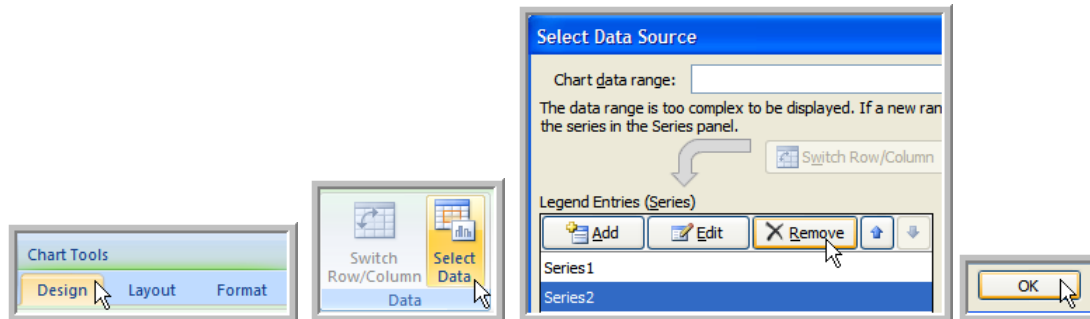 Chart Tools
Design Layout Format
Switch Row/Column
Select Data
Data
Select Data Source
Chart data range:
The data range is too complex to be displayed. If a new ran
the series in the Series panel.
Switch Row/Column
Legend Entries (Series)
Add Edit Remove
Series1
Series2
OK